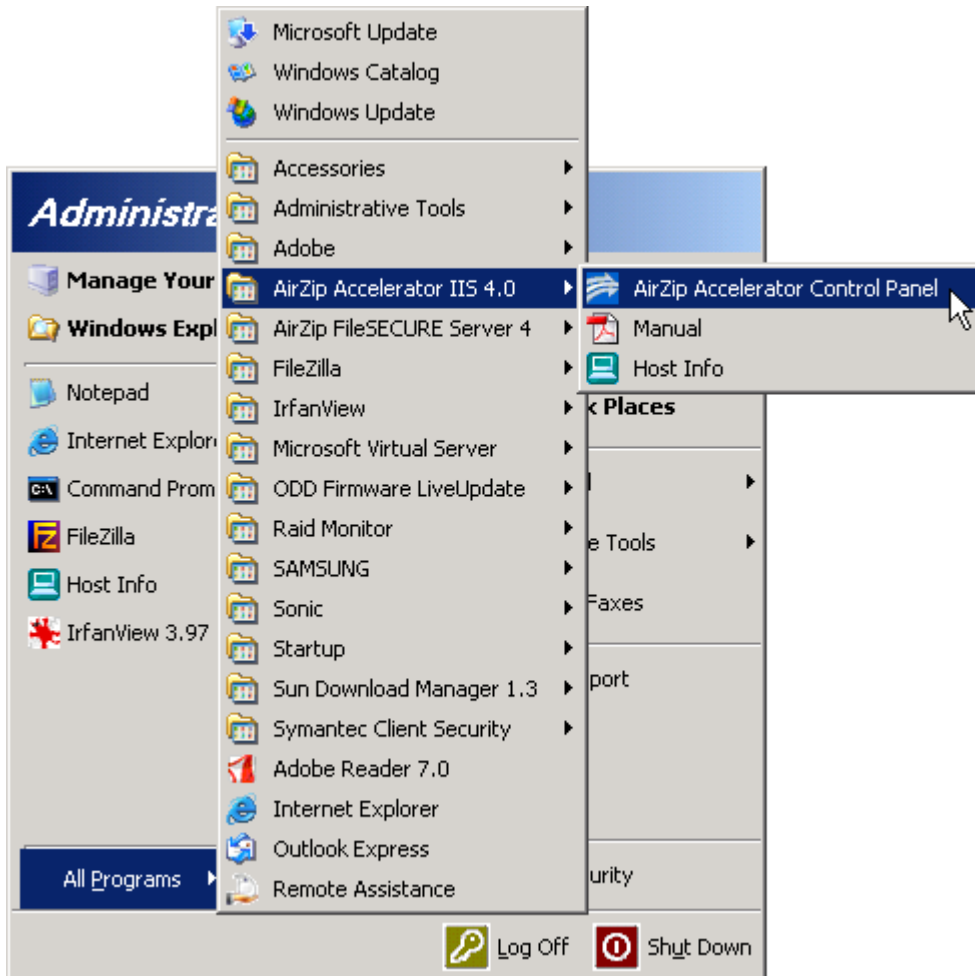 Microsoft Update
Windows Catalog
Windows Update
Accessories
Administrative Tools
Adobe
AirZip Accelerator IIS 4.0
AirZip FileSECURE Server 4
FileZilla
IrfanView
Microsoft Virtual Server
ODD Firmware LiveUpdate
Raid Monitor
SAMSUNG
Sonic
Startup
Sun Download Manager 1.3
Symantec Client Security
Adobe Reader 7.0
Internet Explorer
Outlook Express
Remote Assistance
AirZip Accelerator Control Panel
Manual
Host Info
Administra
Manage Your
Windows Expl
Notepad
Internet Explor
Command Prom
FileZilla
Host Info
IrfanView 3.97
All Programs
Places
e Tools
Faxes
port
urity
Log Off
Shut Down